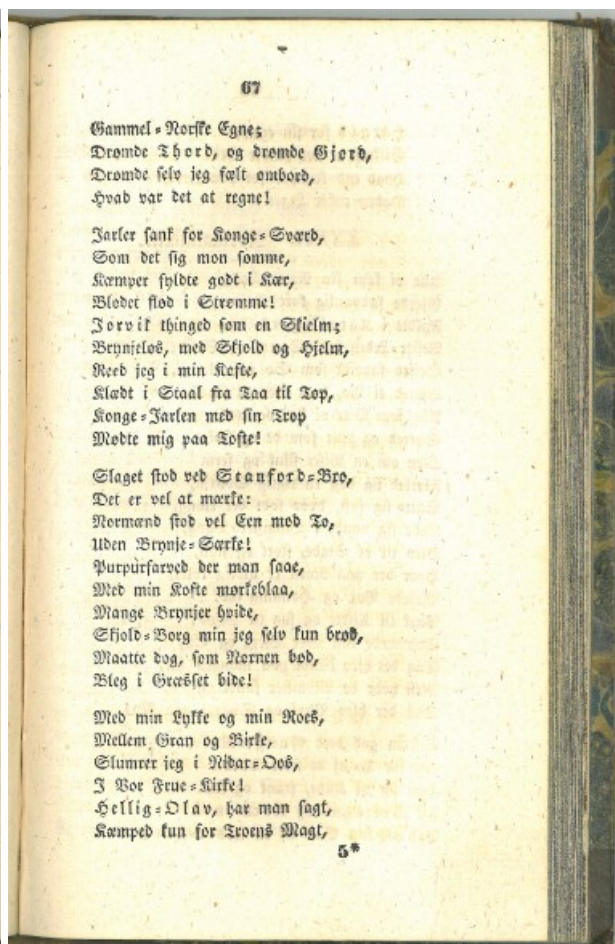 67
Gammel-Norske Egne;
Drømde Thord, og drømde Gjørd,
Drømde selv jeg fælt ombord,
Hvad var det at regne!
Jarler sank for Konge-Sværd,
Som det sig mon somme,
Kæmper syldte godt i Kær,
Blodet flød i Strømme!
Jorvik thinged som en Skielm;
Brynjeløs, med Skjold og Hjelm,
Reed jeg i min Kofte,
Klædt i Staal fra Taa til Top,
Konge-Jarlen med sin Trop
Mødte mig paa Tofte!
Slaget stod ved Stanford-Bro,
Det er vel at mærke:
Normænd stod vel Een mod To,
Uden Brynje-Særke!
Purpurfarved der man saae,
Med min Kofte mørkeblaa,
Mange Brynjer hvide,
Skjold-Borg min jeg selv kun brød,
Maatte dog, som Nornen bød,
Bleg i Græsset bide!
Med min Lykke og min Roes,
Mellem Gran og Birke,
Slumrer jeg i Nidar-Oos,
I Vor Frue-Kirke!
Hellig-Olav, har man sagt,
Kæmped kun for Troens Magt,
5*